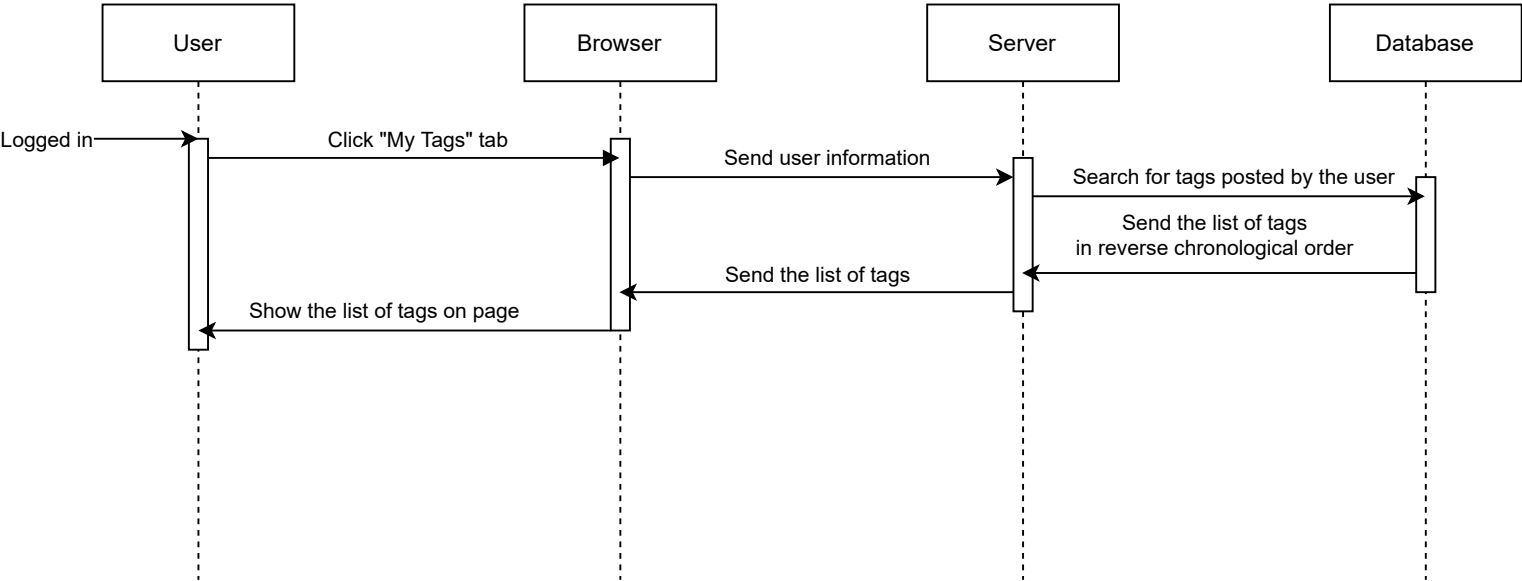 User
Browser
Server
Database
Logged in
Click "My Tags" tab
Send user information
Search for tags posted by the user
Send the list of tags
in reverse chronological order
Send the list of tags
Show the list of tags on page